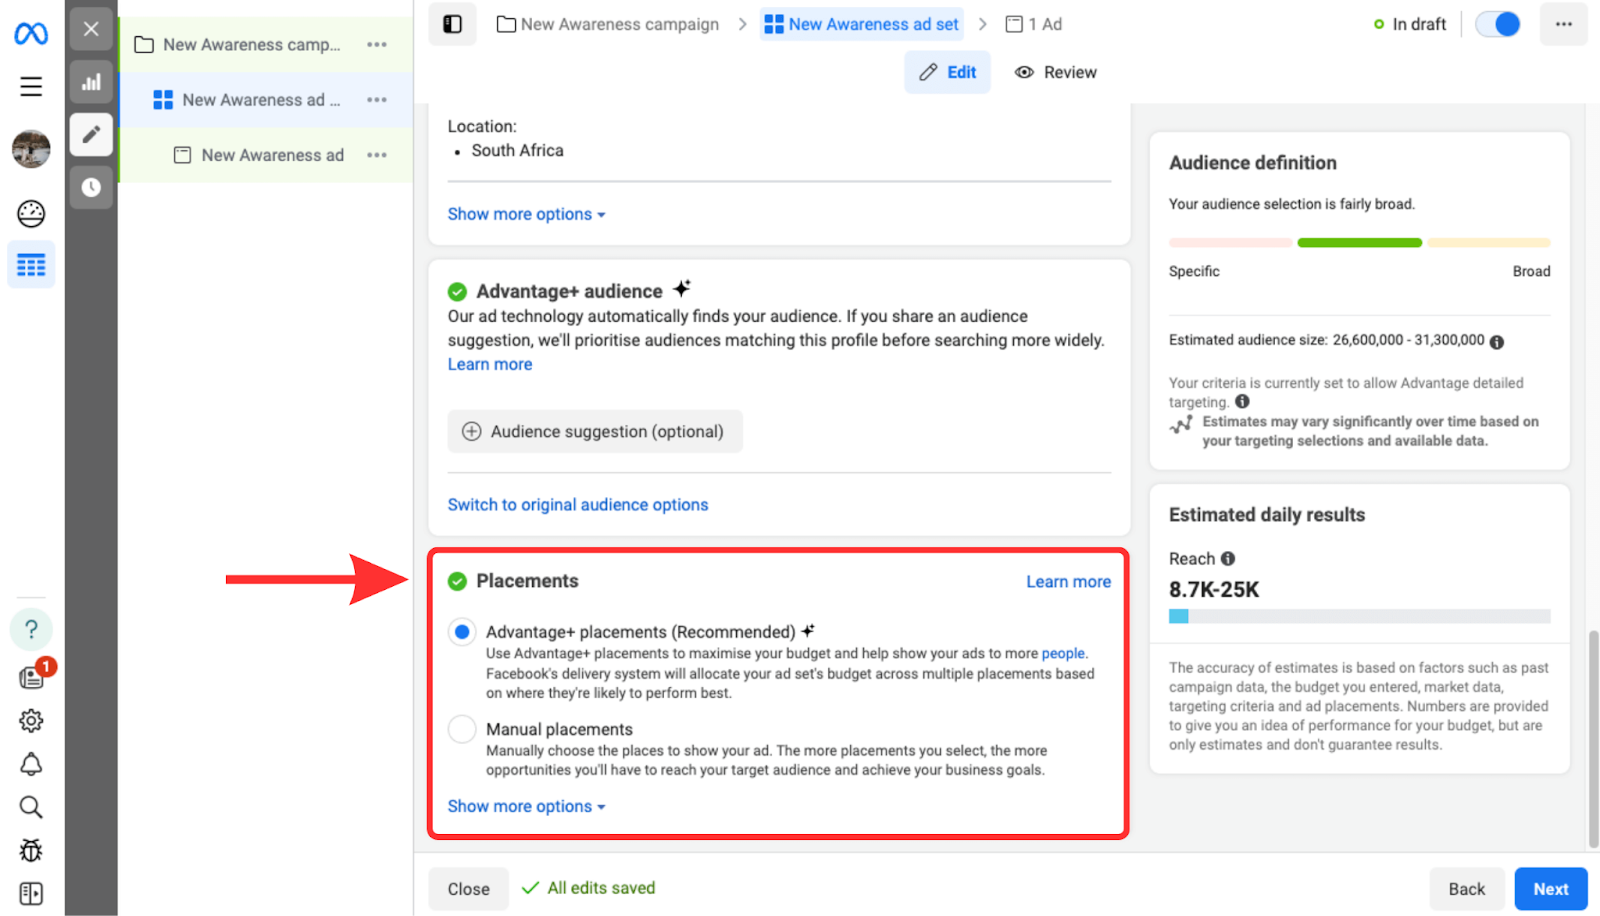 New Awareness camp...
New Awareness ad ...
New Awareness ad
New Awareness campaign
New Awareness ad set
1 Ad
In draft
Edit
Review
Location:
• South Africa
Show more options
Advantage+ audience
Our ad technology automatically finds your audience. If you share an audience
suggestion, we'll prioritise audiences matching this profile before searching more widely.
Learn more
Audience suggestion (optional)
Switch to original audience options
Placements
Learn more
Advantage+ placements (Recommended)
Use Advantage+ placements to maximise your budget and help show your ads to more people.
Facebook's delivery system will allocate your ad set's budget across multiple placements based
on where they're likely to perform best.
Manual placements
Manually choose the places to show your ad. The more placements you select, the more
opportunities you'll have to reach your target audience and achieve your business goals.
Show more options
Audience definition
Your audience selection is fairly broad.
Specific
Broad
Estimated audience size: 26,600,000 - 31,300,000
Your criteria is currently set to allow Advantage detailed
targeting.
Estimates may vary significantly over time based on
your targeting selections and available data.
Estimated daily results
Reach
8.7K-25K
The accuracy of estimates is based on factors such as past
campaign data, the budget you entered, market data,
targeting criteria and ad placements. Numbers are provided
to give you an idea of performance for your budget, but are
only estimates and don't guarantee results.
?
1
Close
All edits saved
Back
Next